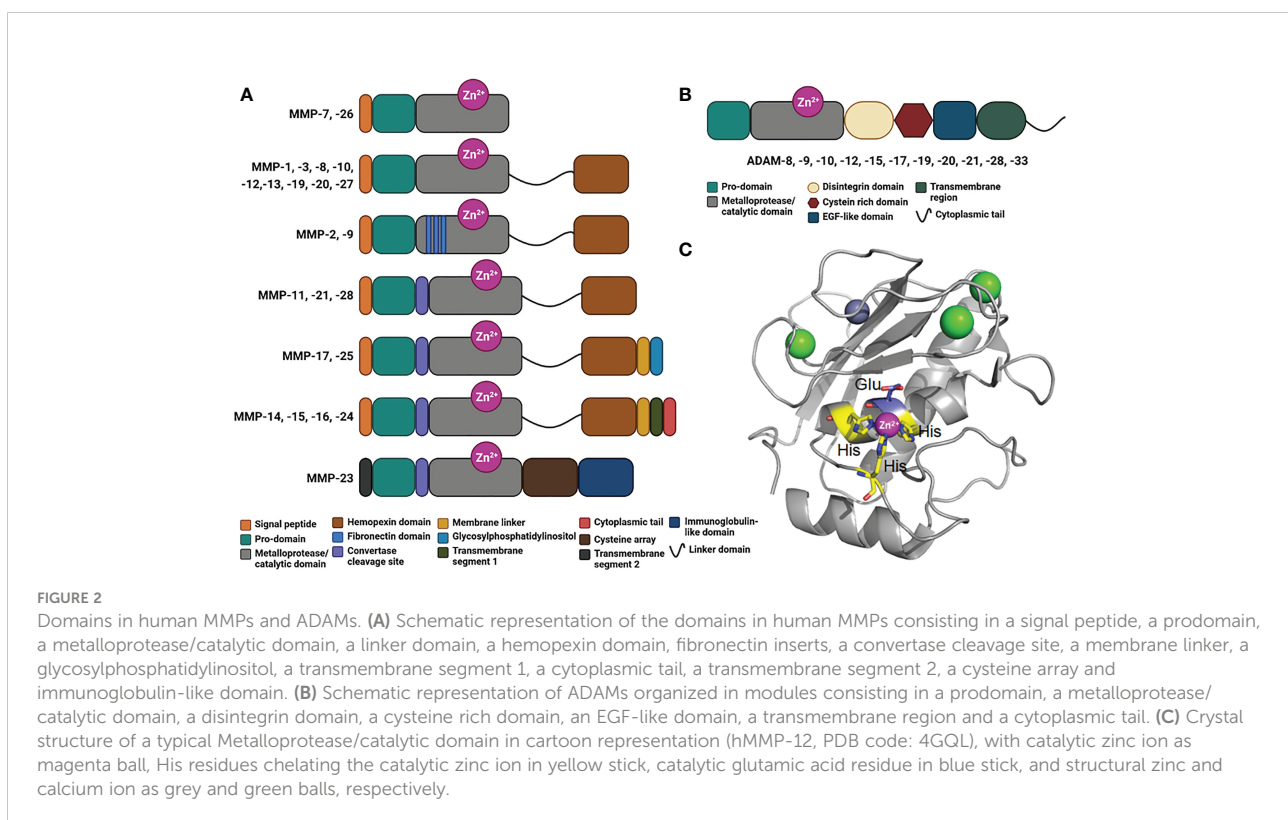 A
MMP-7, -26
Zn2+
MMP-1, -3, -8, -10,
-12,-13, -19, -20, -27
Zn2+
MMP-2, -9
Zn2+
MMP-11, -21, -28
Zn2+
MMP-17, -25
Zn2+
MMP-14, -15, -16, -24
Zn2+
MMP-23
Zn2+
Signal peptide
Pro-domain
Metalloprotease/
catalytic domain
Hemopexin domain
Fibronectin domain
Convertase
cleavage site
Membrane linker
Glycosylphosphatidylinositol
Transmembrane
segment 1
Cytoplasmic tail
Cysteine array
Transmembrane
segment 2
Immunoglobulin-
like domain
Linker domain
B
Zn2+
ADAM-8, -9, -10, -12, -15, -17, -19, -20, -21, -28, -33
Pro-domain
Metalloprotease/
catalytic domain
Disintegrin domain
Cystein rich domain
EGF-like domain
Transmembrane
region
Cytoplasmic tail
C
Glu
Zn2+
His
His
His
FIGURE 2
Domains in human MMPs and ADAMs. (A) Schematic representation of the domains in human MMPs consisting in a signal peptide, a prodomain,
a metalloprotease/catalytic domain, a linker domain, a hemopexin domain, fibronectin inserts, a convertase cleavage site, a membrane linker, a
glycosylphosphatidylinositol, a transmembrane segment 1, a cytoplasmic tail, a transmembrane segment 2, a cysteine array and
immunoglobulin-like domain. (B) Schematic representation of ADAMs organized in modules consisting in a prodomain, a metalloprotease/
catalytic domain, a disintegrin domain, a cysteine rich domain, an EGF-like domain, a transmembrane region and a cytoplasmic tail. (C) Crystal
structure of a typical Metalloprotease/catalytic domain in cartoon representation (hMMP-12, PDB code: 4GQL), with catalytic zinc ion as
magenta ball, His residues chelating the catalytic zinc ion in yellow stick, catalytic glutamic acid residue in blue stick, and structural zinc and
calcium ion as grey and green balls, respectively.